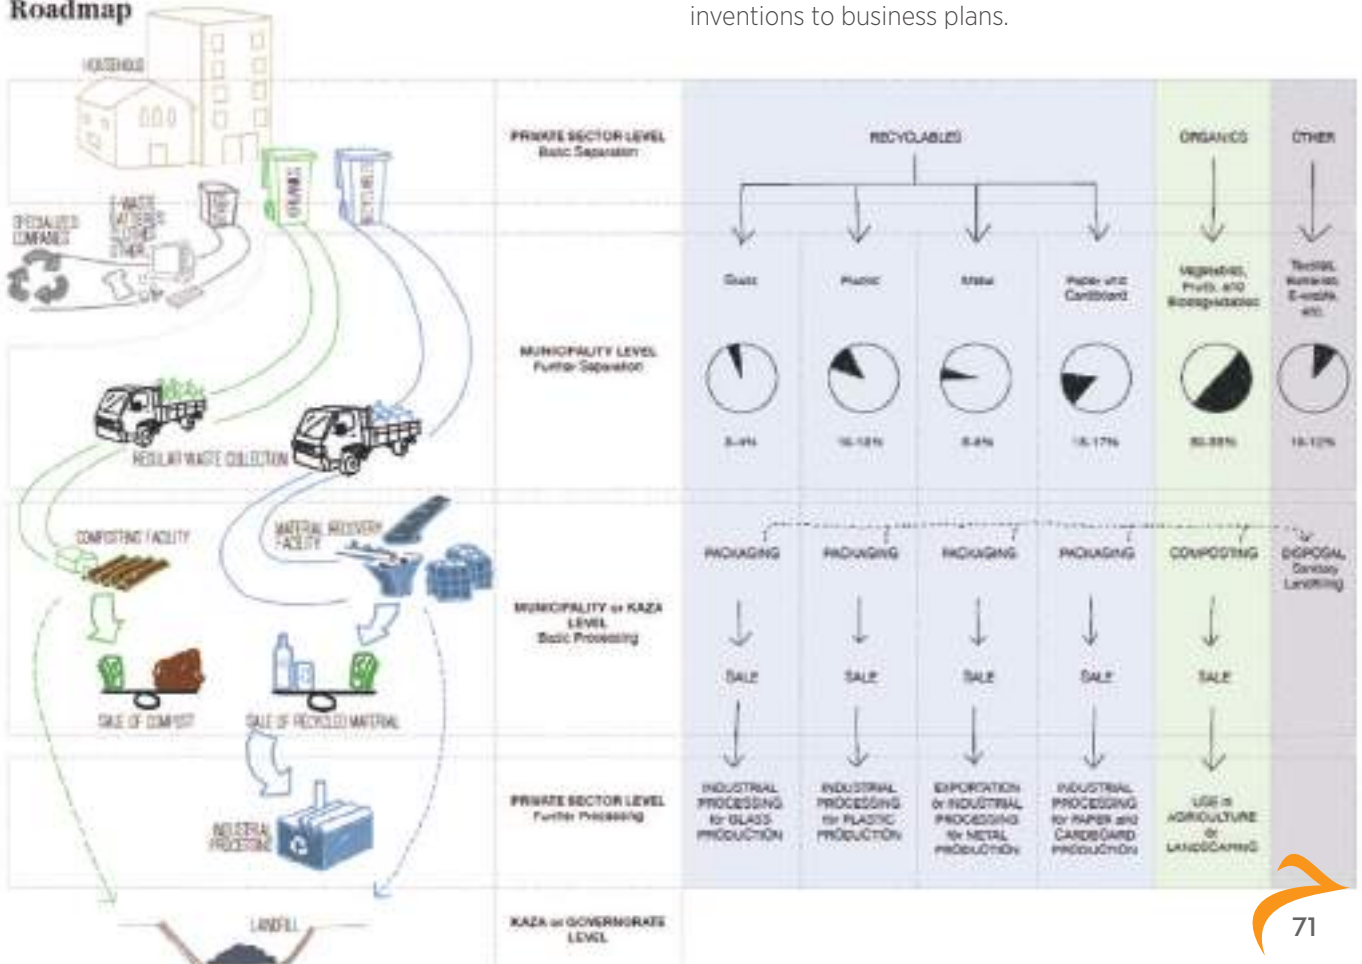 Roadmap
inventions to business plans.
HOUSEHOLD
PRIVATE SECTOR LEVEL
Basic Separation
RECYCLABLES
ORGANICS
OTHER
ORGANICS
RECYCLABLES
SPECIALIZED
COMPANIES
Glass
Plastic
Metal
Paper and
Cardboard
Vegetables,
Fruits, and
Biodegradables
E-waste,
etc.
MUNICIPALITY LEVEL
Further Separation
15-17%
10-12%
REGULAR WASTE COLLECTION
COMPOSTING FACILITY
MATERIAL RECOVERY
FACILITY
PACKAGING
PACKAGING
PACKAGING
PACKAGING
COMPOSTING
DISPOSAL
Sanitary
Landfilling
MUNICIPALITY or KAZA
LEVEL
Basic Processing
SALE
SALE
SALE
SALE
SALE
SALE OF COMPOST
SALE OF RECYCLED MATERIAL
PRIVATE SECTOR LEVEL
Further Processing
INDUSTRIAL
PROCESSING
for GLASS
PRODUCTION
INDUSTRIAL
PROCESSING
for PLASTIC
PRODUCTION
EXPORTATION
or INDUSTRIAL
PROCESSING
for METAL
PRODUCTION
INDUSTRIAL
PROCESSING
for PAPER and
CARDBOARD
PRODUCTION
USE in
AGRICULTURE
or
LANDSCAPING
INDUSTRIAL
PROCESSING
LANDFILL
KAZA or GOVERNORATE
LEVEL
71